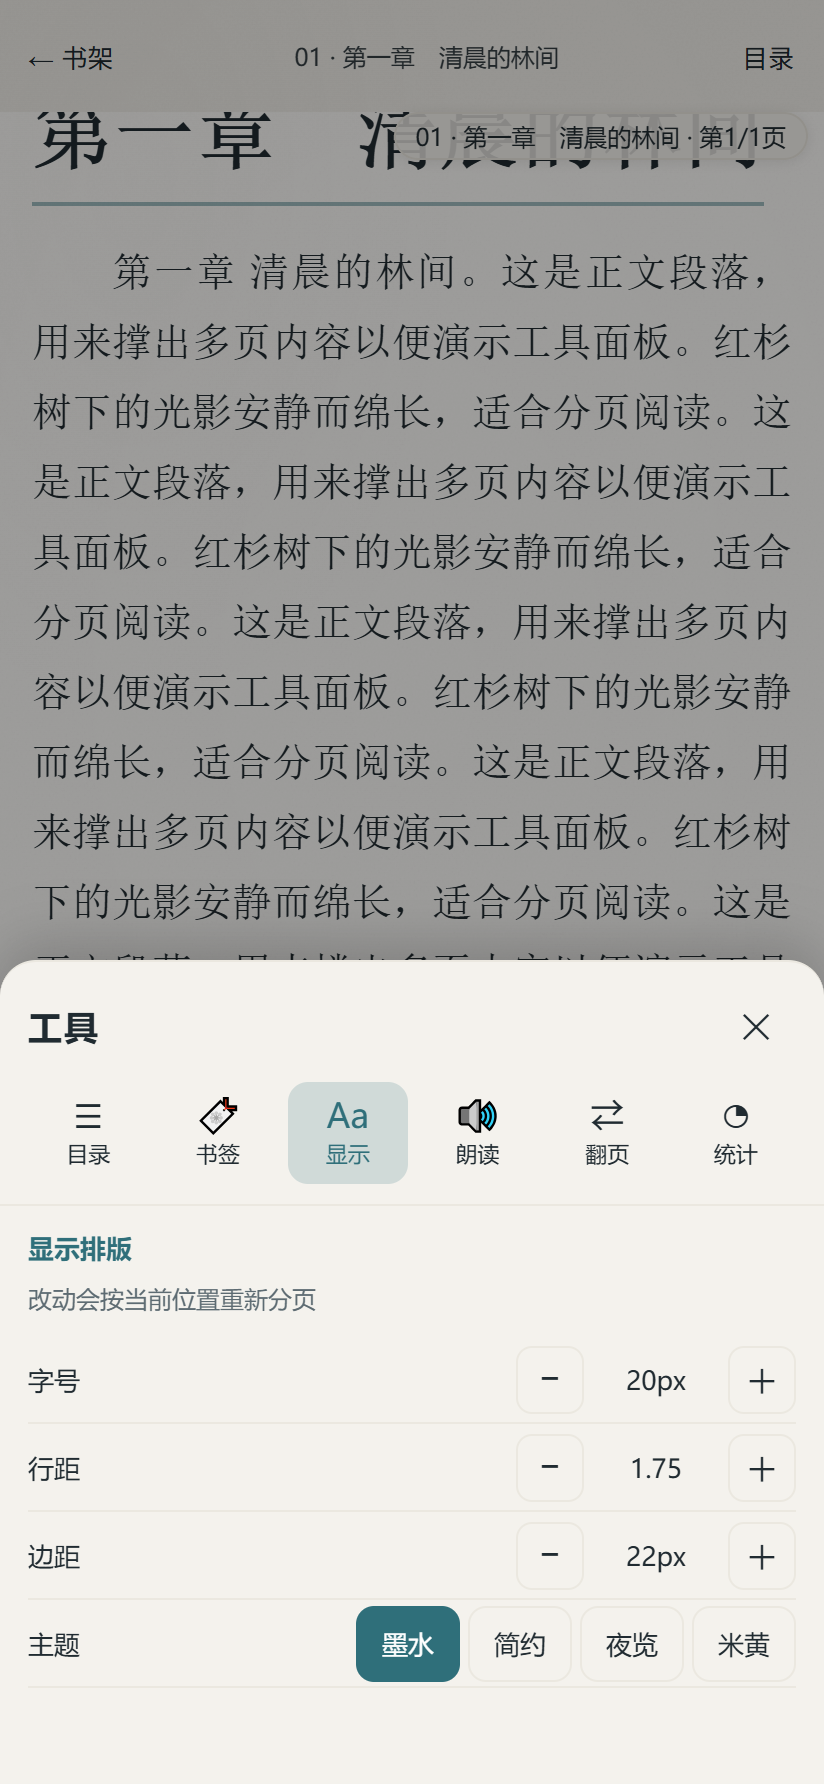 ← 书架
01 · 第一章　清晨的林间
目录
第一章　清晨的林间
01 · 第一章　清晨的林间 · 第1/1页
第一章 清晨的林间。这是正文段落，
用来撑出多页内容以便演示工具面板。红杉
树下的光影安静而绵长，适合分页阅读。这
是正文段落，用来撑出多页内容以便演示工
具面板。红杉树下的光影安静而绵长，适合
分页阅读。这是正文段落，用来撑出多页内
容以便演示工具面板。红杉树下的光影安静
而绵长，适合分页阅读。这是正文段落，用
来撑出多页内容以便演示工具面板。红杉树
下的光影安静而绵长，适合分页阅读。这是
工具
目录
书签
Aa
显示
朗读
翻页
统计
显示排版
改动会按当前位置重新分页
字号
− 20px +
行距
− 1.75 +
边距
− 22px +
主题
墨水 简约 夜览 米黄